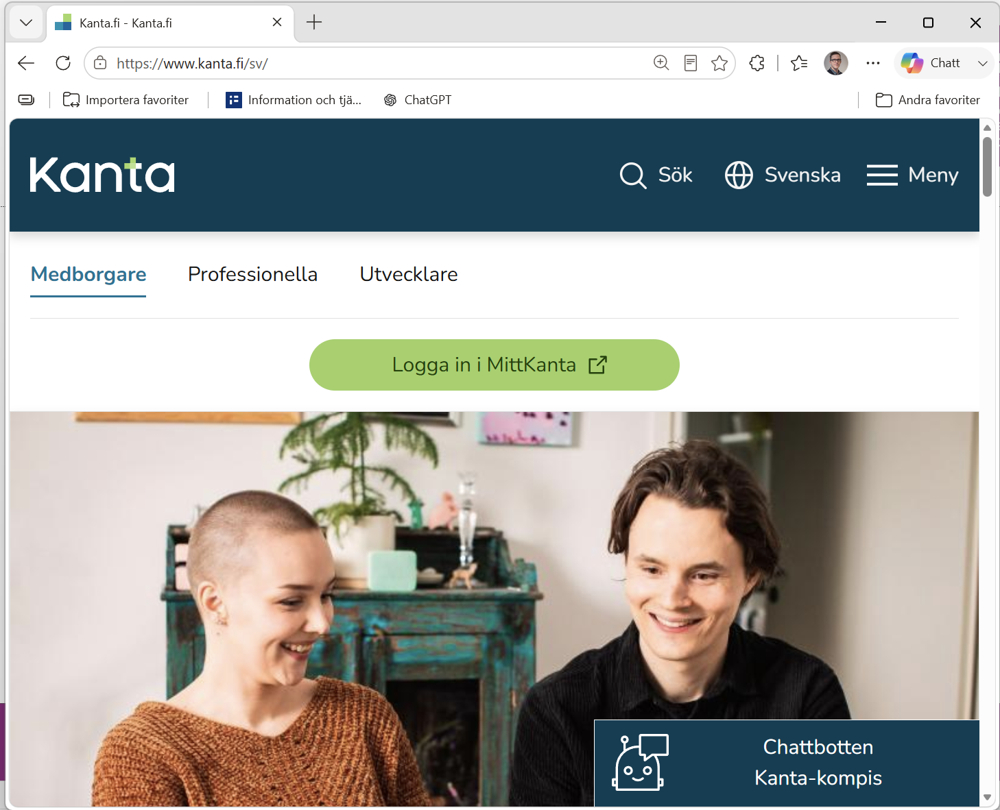 Kanta.fi - Kanta.fi
https://www.kanta.fi/sv/
Chatt
Importera favoriter
Information och tjä...
ChatGPT
Andra favoriter
Kanta
Sök
Svenska
Meny
Medborgare
Professionella
Utvecklare
Logga in i MittKanta
Chattbotten
Kanta-kompis